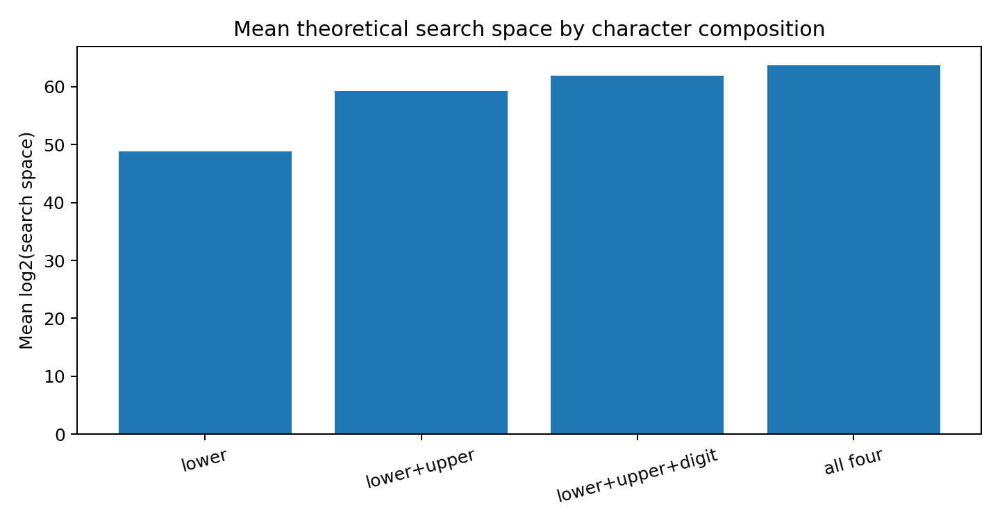 Mean theoretical search space by character composition
Mean log2(search space)
60
50
40
30
20
10
0
lower
lower+upper
lower+upper+digit
all four